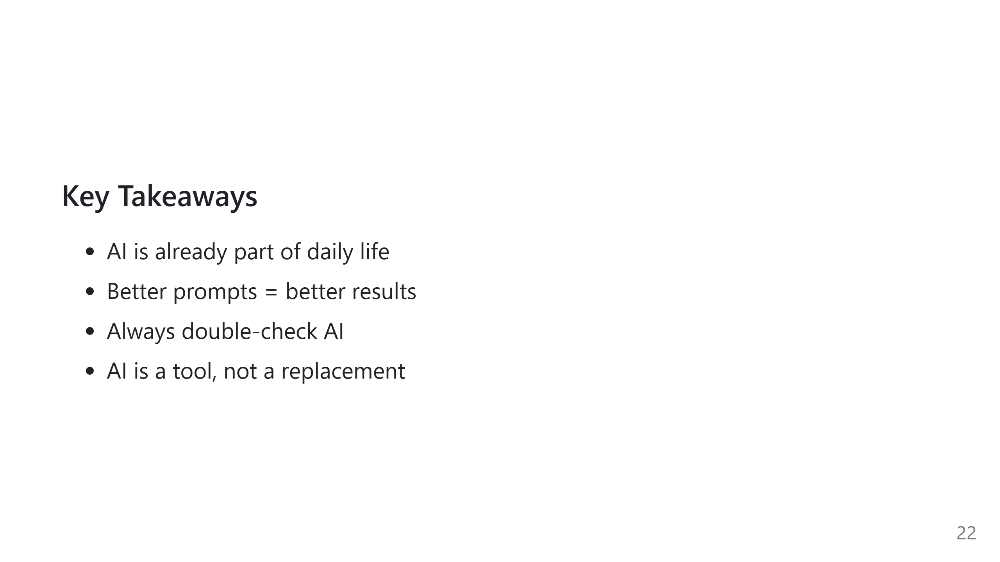 Key Takeaways
• AI is already part of daily life
• Better prompts = better results
• Always double-check AI
• AI is a tool, not a replacement
22